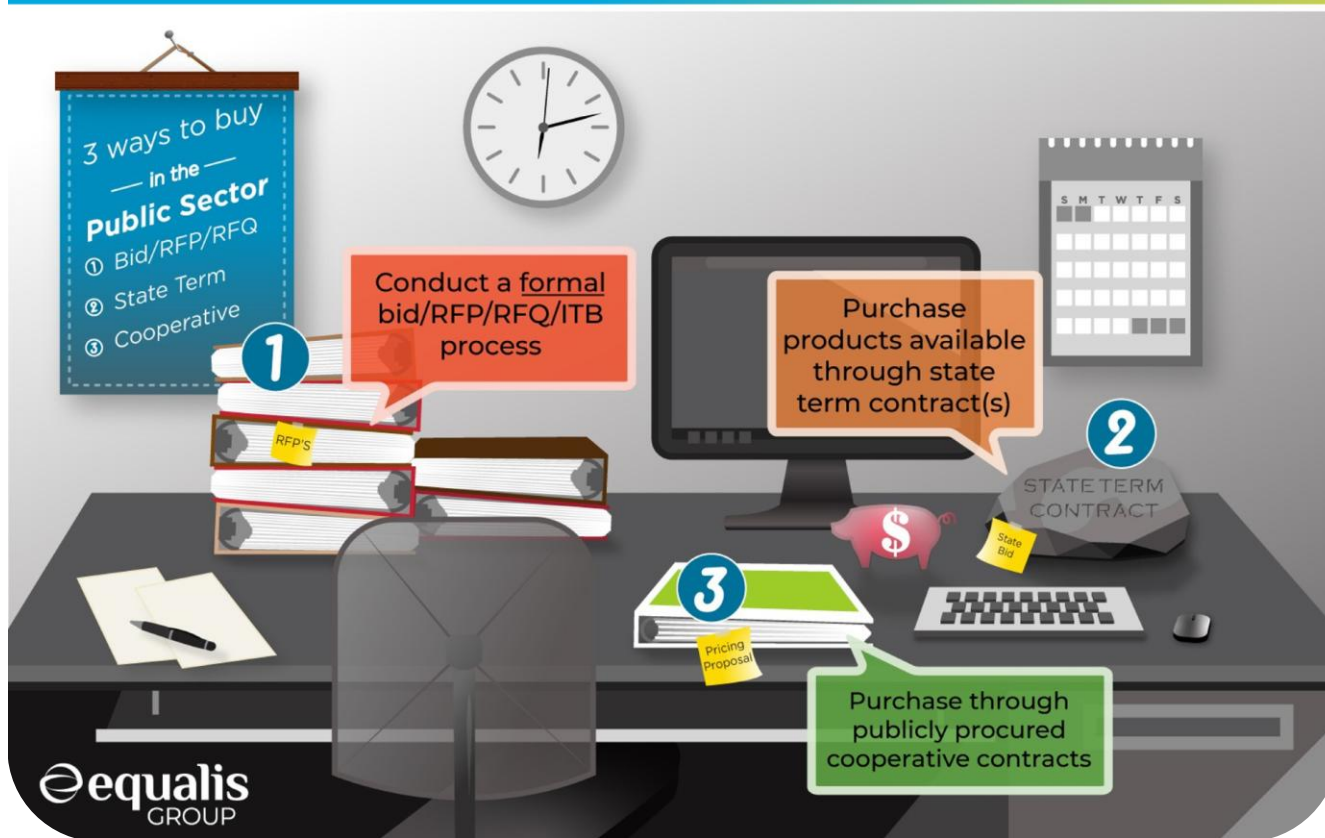 3 ways to buy
in the
Public Sector
① Bid/RFP/RFQ
② State Term
③ Cooperative
1
Conduct a formal
bid/RFP/RFQ/ITB
process
RFP'S
Purchase
products available
through state
term contract(s)
S M T W T F S
2
STATE TERM
CONTRACT
State
Bid
$
3
Pricing
Proposal
Purchase through
publicly procured
cooperative contracts
equalis
GROUP